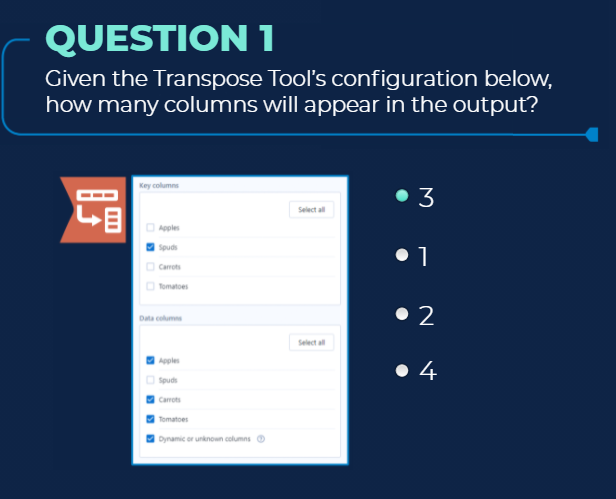 QUESTION 1
Given the Transpose Tool's configuration below,
how many columns will appear in the output?
Key columns
Select all
Apples
Spuds
Carrots
Tomatoes
Data columns
Select all
Apples
Spuds
Carrots
Tomatoes
Dynamic or unknown columns ?
3
1
2
4